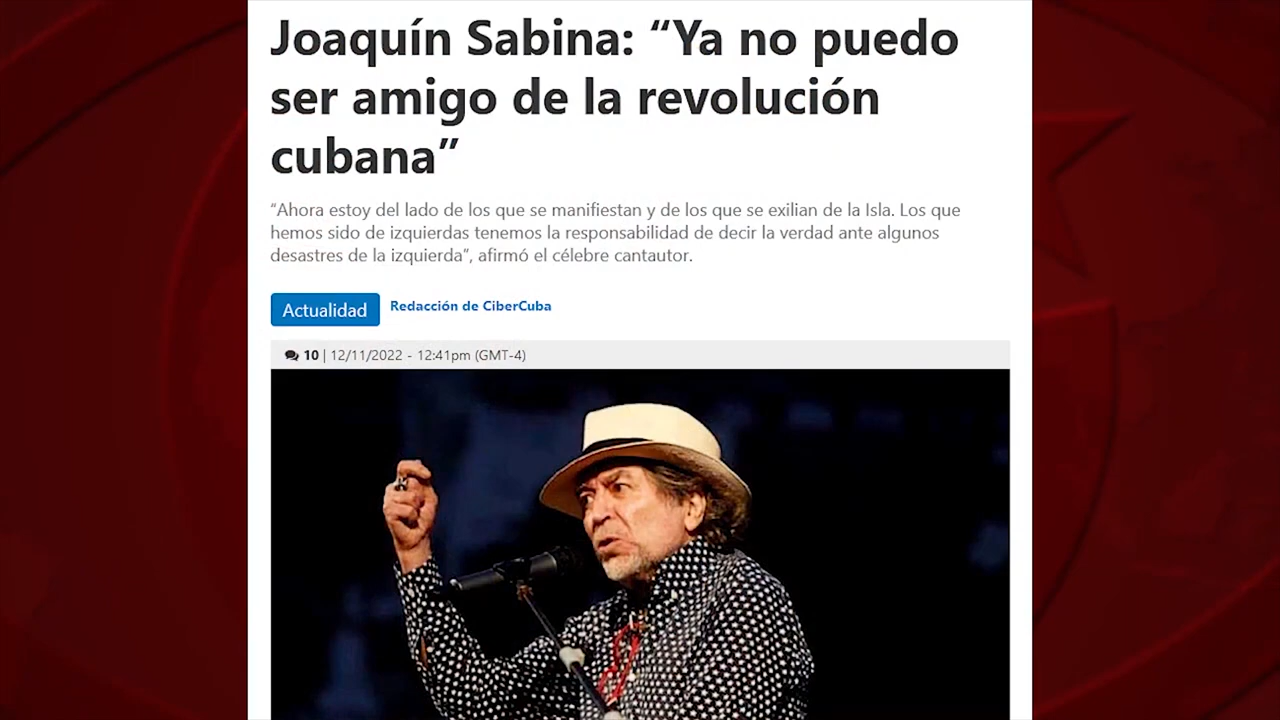 Joaquín Sabina: “Ya no puedo
ser amigo de la revolución
cubana”
“Ahora estoy del lado de los que se manifiestan y de los que se exilian de la Isla. Los que
hemos sido de izquierdas tenemos la responsabilidad de decir la verdad ante algunos
desastres de la izquierda”, afirmó el célebre cantautor.
Actualidad
Redacción de CiberCuba
10 | 12/11/2022 - 12:41pm (GMT-4)